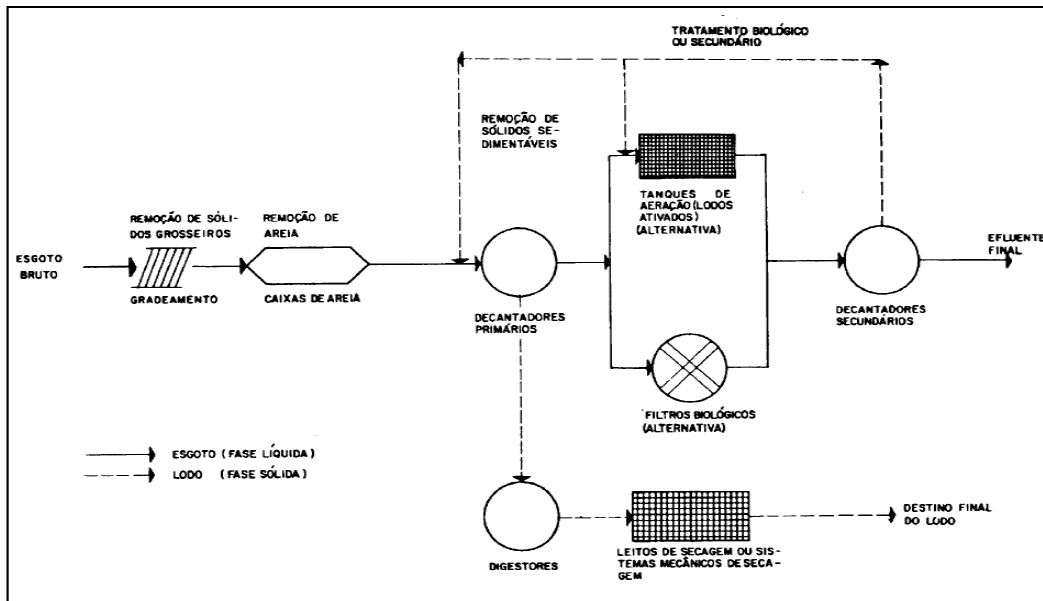 TRATAMENTO BIOLÓGICO
OU SECUNDÁRIO
REMOÇÃO DE
SÓLIDOS SE-
DIMENTÁVEIS
TANQUES DE
AERAÇÃO (LODOS
ATIVADOS)
(ALTERNATIVA)
REMOÇÃO DE SÓLI-
DOS GROSSEIROS
REMOÇÃO DE
AREIA
ESGOTO
BRUTO
EFLUENTE
FINAL
GRADEAMENTO
CAIXAS DE AREIA
DECANTADORES
PRIMÁRIOS
DECANTADORES
SECUNDÁRIOS
FILTROS BIOLÓGICOS
(ALTERNATIVA)
ESGOTO (FASE LÍQUIDA)
LODO (FASE SÓLIDA)
DESTINO FINAL
DO LODO
DIGESTORES
LEITOS DE SECAGEM OU SIS-
TEMAS MECÂNICOS DE SECA-
GEM